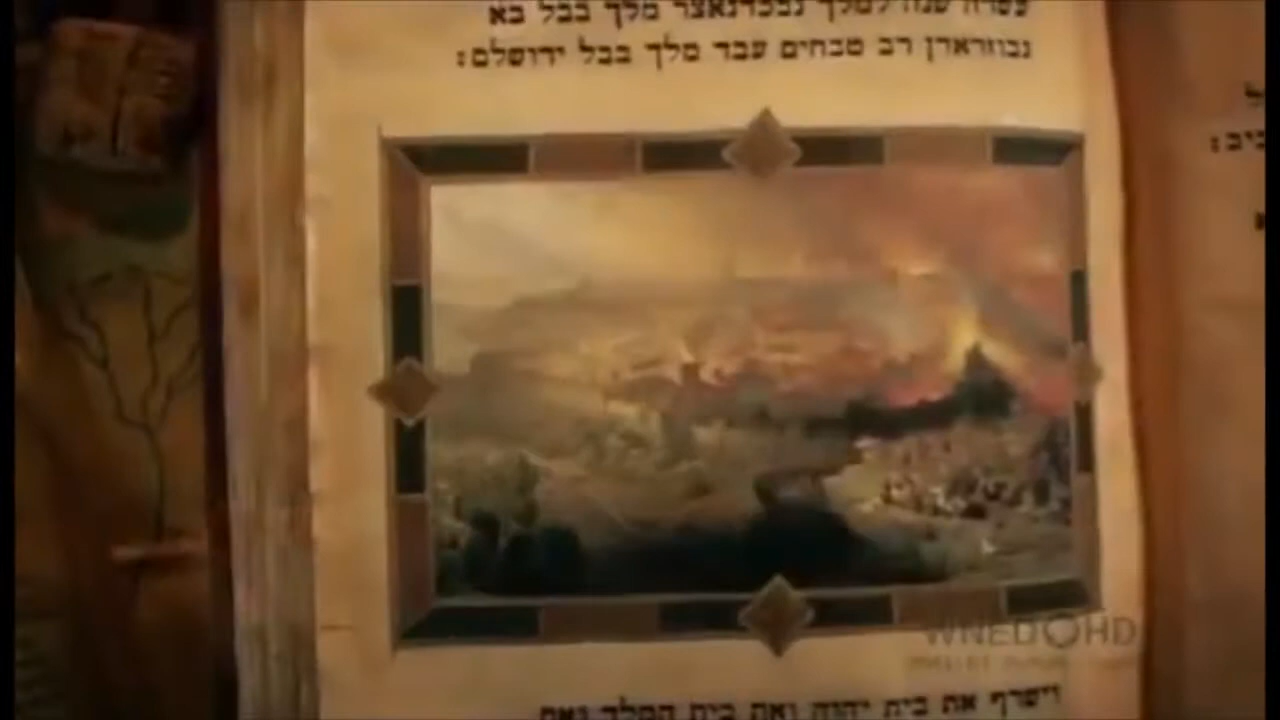 עשרה שנה למלך נבכדנאצר מלך בבל בא
נבוזראדן רב טבחים עבד מלך בבל ירושלם:
וישרף את בית יהוה ואת בית המלך ואת
ביב:
WNED HD